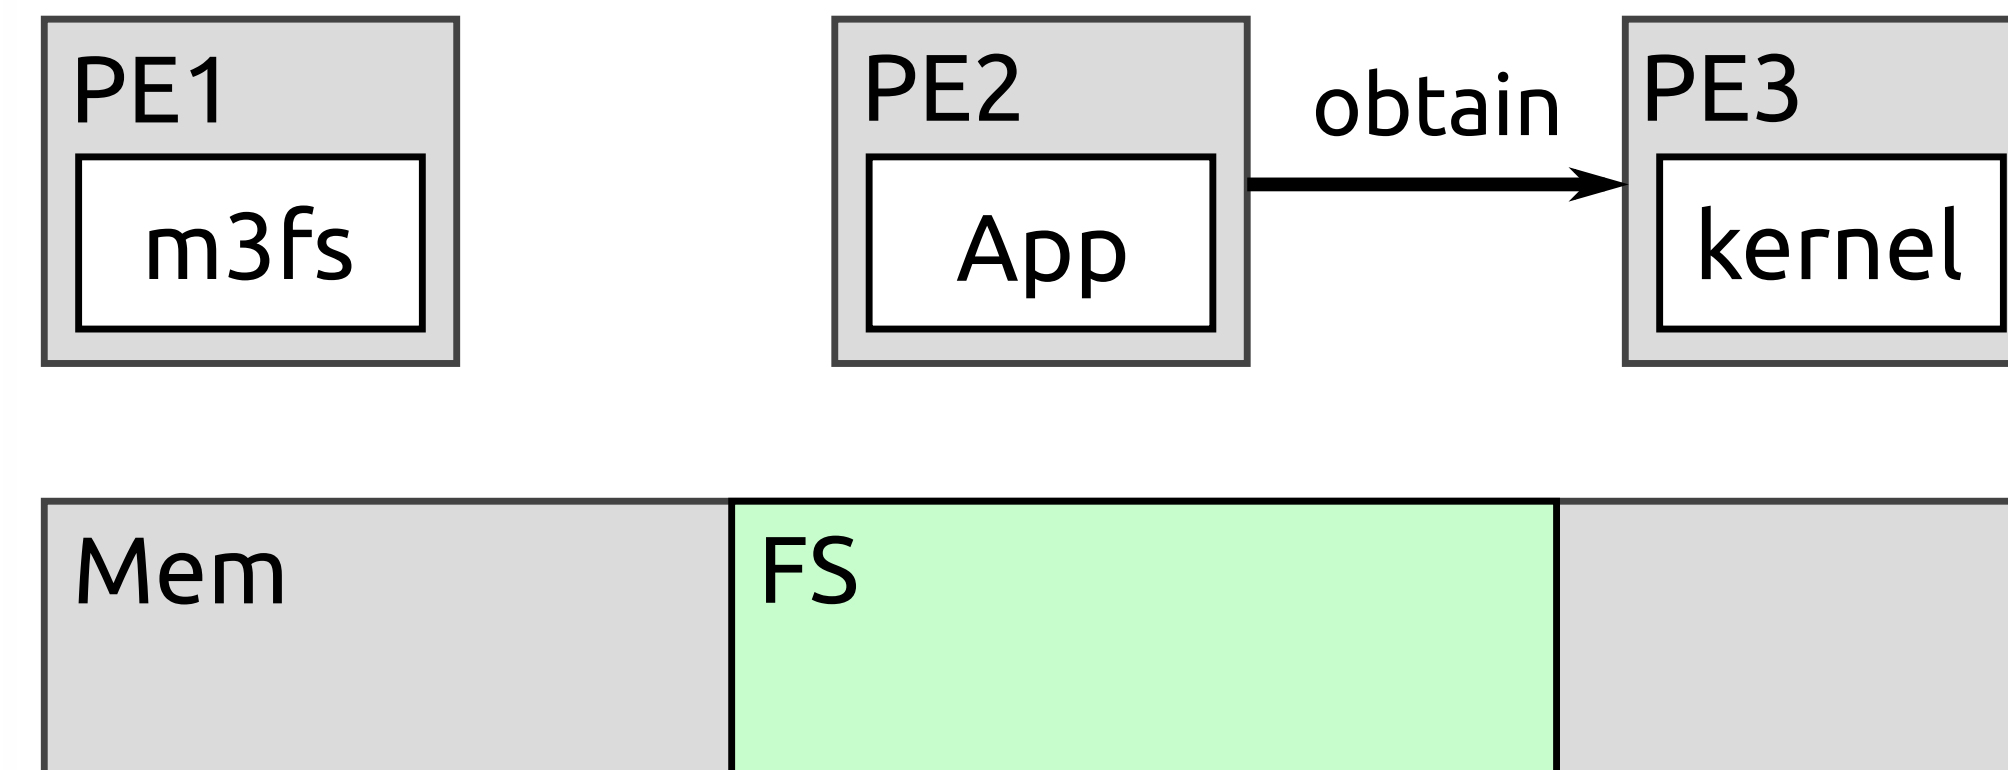 PE1
m3fs
PE2
App
obtain
PE3
kernel
Mem
FS